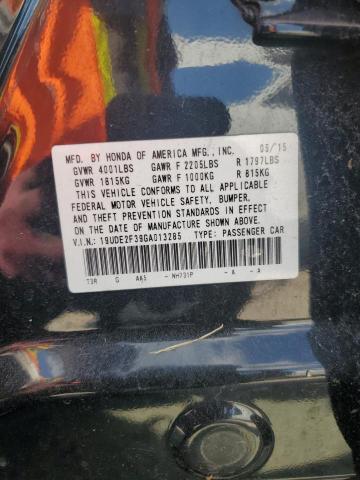 MFD. BY HONDA OF AMERICA MFG., INC. 05/15
GVWR 4001LBS GAWR F 2205LBS R 1797LBS
GVWR 1815KG GAWR F 1000KG R 815KG
THIS VEHICLE CONFORMS TO ALL APPLICABLE
FEDERAL MOTOR VEHICLE SAFETY, BUMPER,
AND THEFT PREVENTION STANDARDS IN EFFECT
ON THE DATE OF MANUFACTURE SHOWN ABOVE.
V.I.N.: 19UDE2F39GA013285 TYPE: PASSENGER CAR
T3R G AA5 - NH731P - A - A